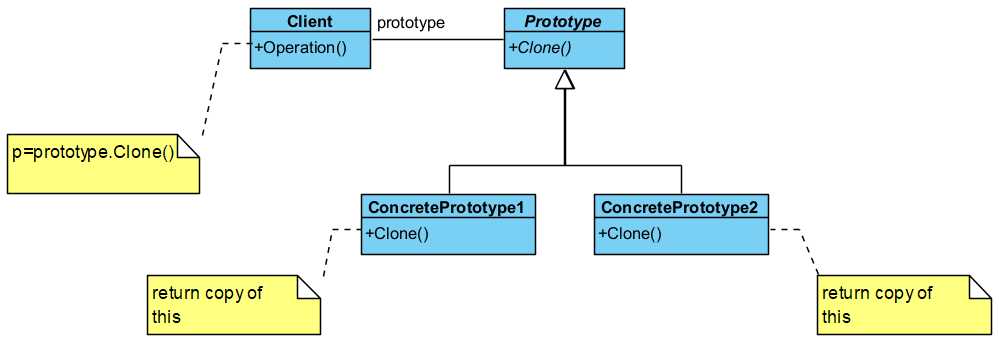 Client
+Operation()
prototype
Prototype
+Clone()
p=prototype.Clone()
ConcretePrototype1
+Clone()
ConcretePrototype2
+Clone()
return copy of
this
return copy of
this